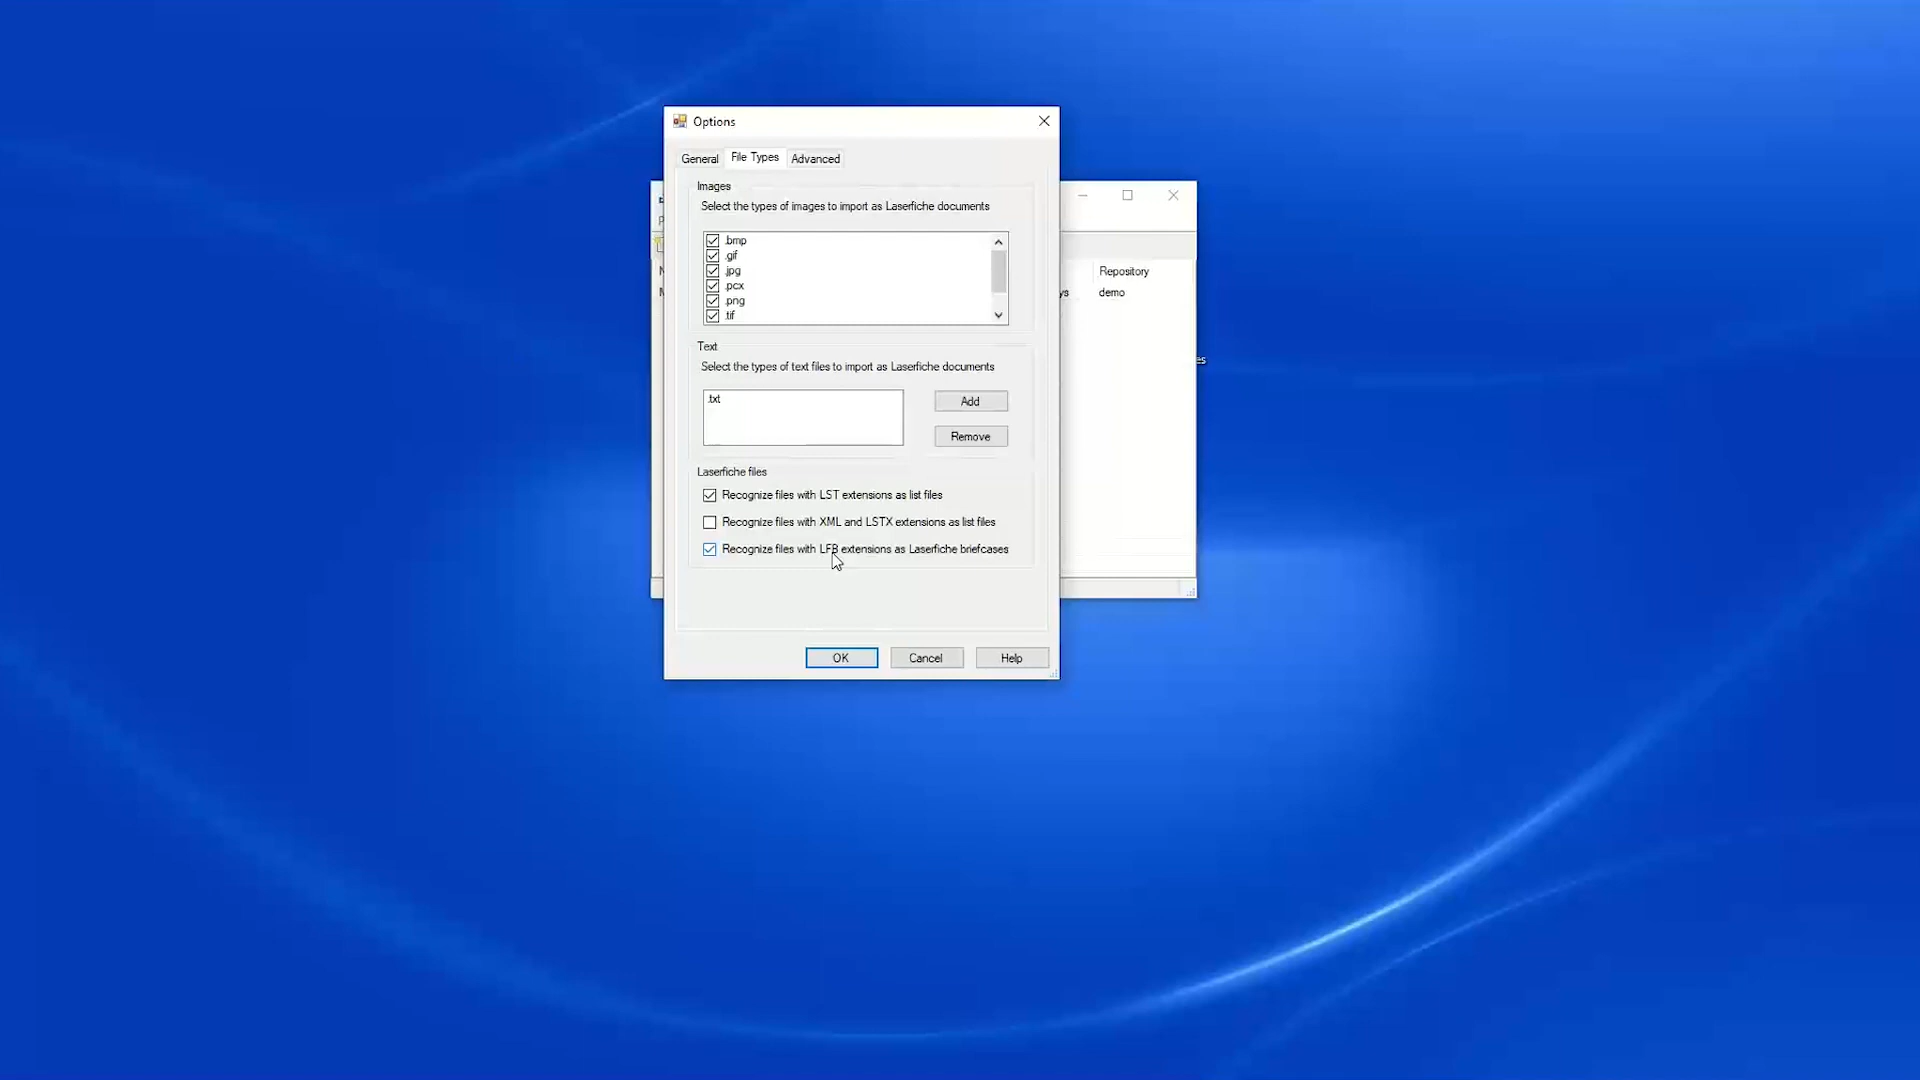 Options
General File Types Advanced
Images
Select the types of images to import as Laserfiche documents
.bmp
.gif
.jpg
.pcx
.png
.tif
Text
Select the types of text files to import as Laserfiche documents
.txt
Add
Remove
Laserfiche files
Recognize files with LST extensions as list files
Recognize files with XML and LSTX extensions as list files
Recognize files with LFB extensions as Laserfiche briefcases
OK Cancel Help
Repository
ys demo
es